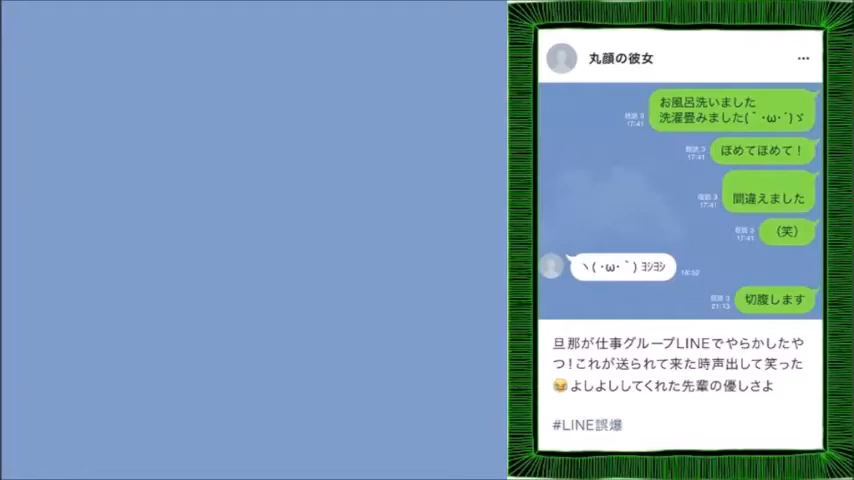 丸顔の彼女
お風呂洗いました
洗濯畳みました(｀･ω･´)ゞ
既読 3
17:41
ほめてほめて！
既読 3
17:41
間違えました
既読 3
17:41
（笑）
既読 3
17:41
ヽ(･ω･｀) ﾖｼﾖｼ
18:32
切腹します
既読 3
21:13
旦那が仕事グループLINEでやらかしたや
つ！これが送られて来た時声出して笑った
😂よしよししてくれた先輩の優しさよ
#LINE誤爆